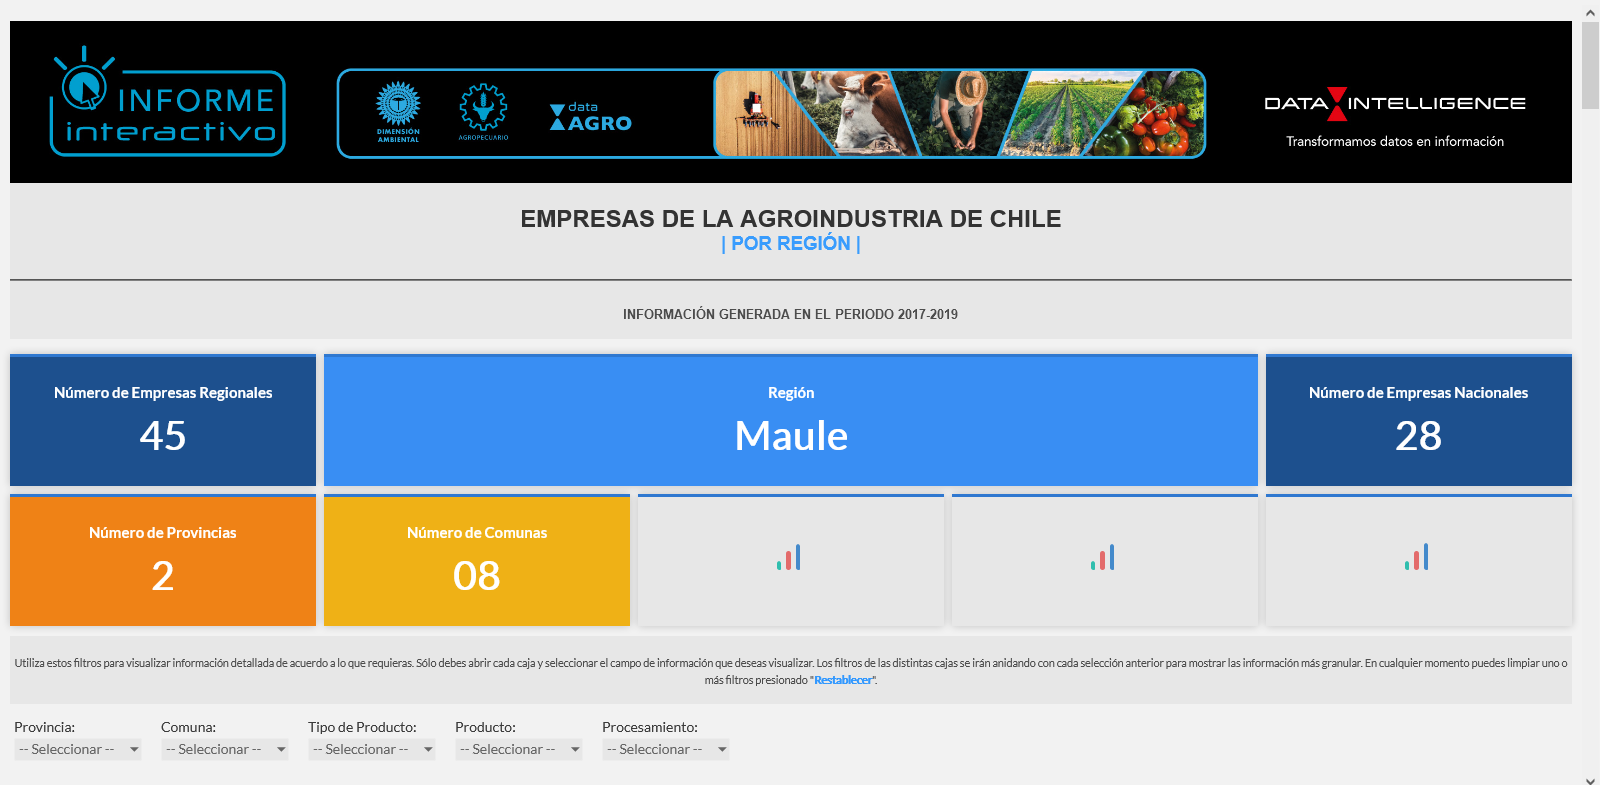 INFORME
interactivo
DIMENSIÓN
AMBIENTAL
AGROPECUARIO
data
AGRO
DATA INTELLIGENCE
Transformamos datos en información
EMPRESAS DE LA AGROINDUSTRIA DE CHILE
| POR REGIÓN |
INFORMACIÓN GENERADA EN EL PERIODO 2017-2019
Número de Empresas Regionales
45
Región
Maule
Número de Empresas Nacionales
28
Número de Provincias
2
Número de Comunas
08
Utiliza estos filtros para visualizar información detallada de acuerdo a lo que requieras. Sólo debes abrir cada caja y seleccionar el campo de información que deseas visualizar. Los filtros de las distintas cajas se irán anidando con cada selección anterior para mostrar las información más granular. En cualquier momento puedes limpiar uno o
más filtros presionado "Restablecer".
Provincia: Comuna: Tipo de Producto: Producto: Procesamiento:
-- Seleccionar -- -- Seleccionar -- -- Seleccionar -- -- Seleccionar -- -- Seleccionar --